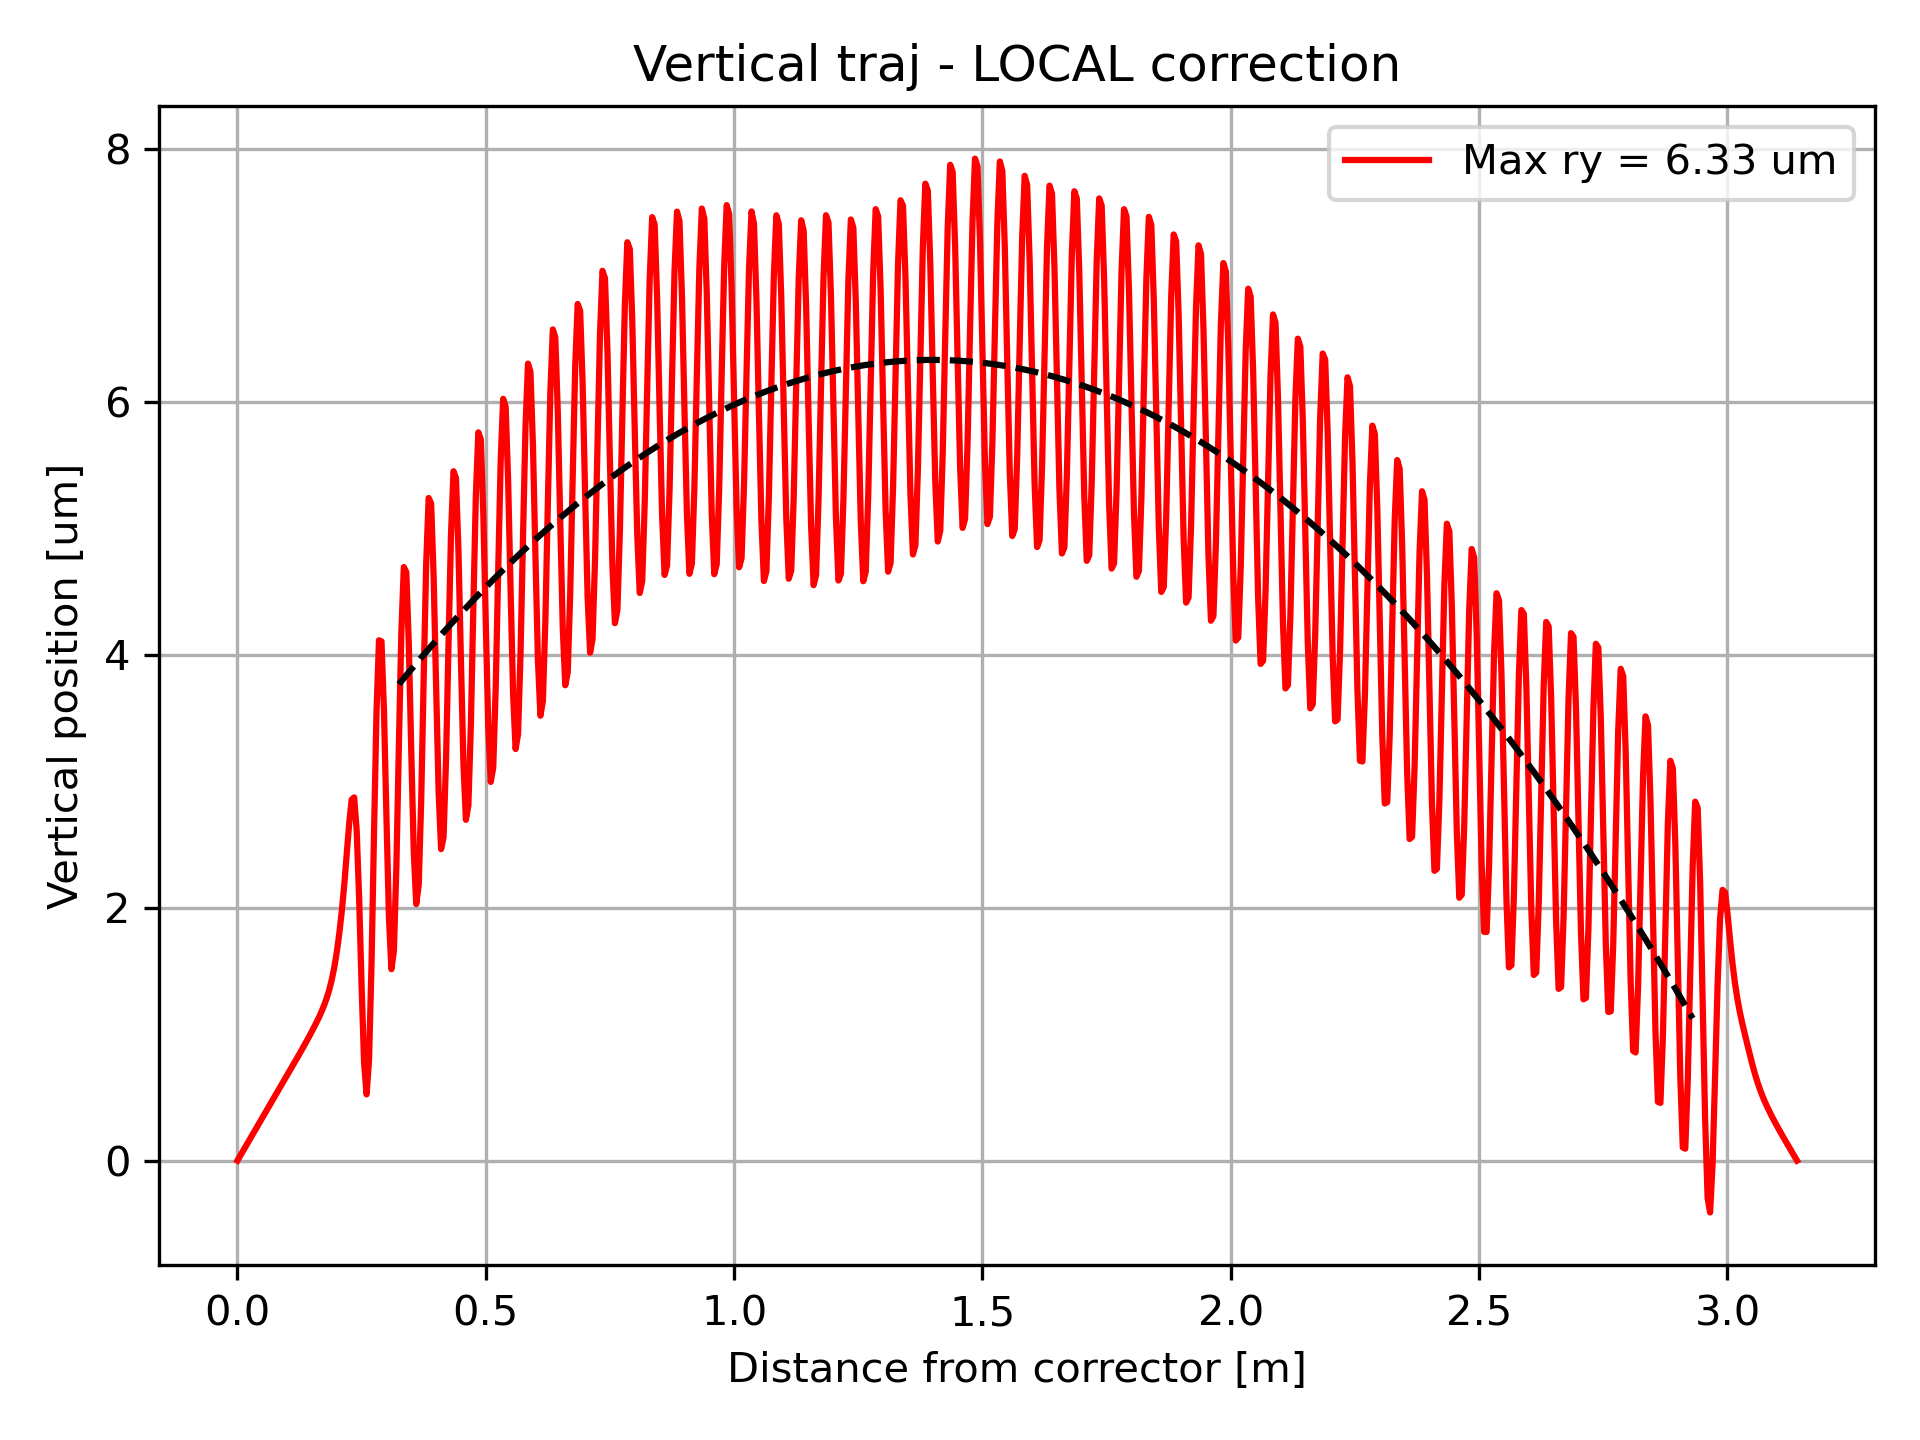 Vertical traj - LOCAL correction
Max ry = 6.33 um
Vertical position [um]
8
6
4
2
0
0.0 0.5 1.0 1.5 2.0 2.5 3.0
Distance from corrector [m]